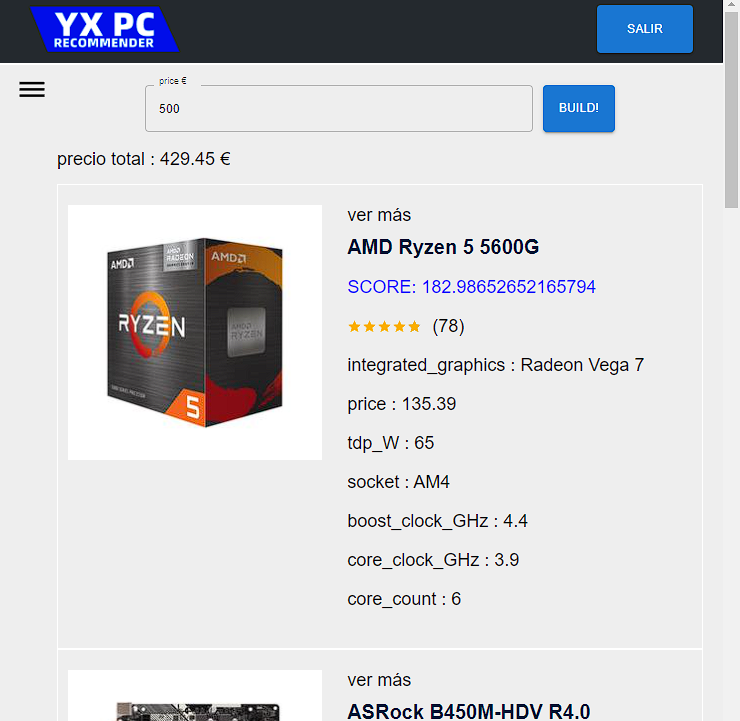 YX PC
RECOMMENDER
SALIR
price €
500
BUILD!
precio total : 429.45 €
AMD
AMD
RADEON
AMD
RYZEN
AMD
RYZEN
5
ver más
AMD Ryzen 5 5600G
SCORE: 182.98652652165794
(78)
integrated_graphics : Radeon Vega 7
price : 135.39
tdp_W : 65
socket : AM4
boost_clock_GHz : 4.4
core_clock_GHz : 3.9
core_count : 6
ver más
ASRock B450M-HDV R4.0